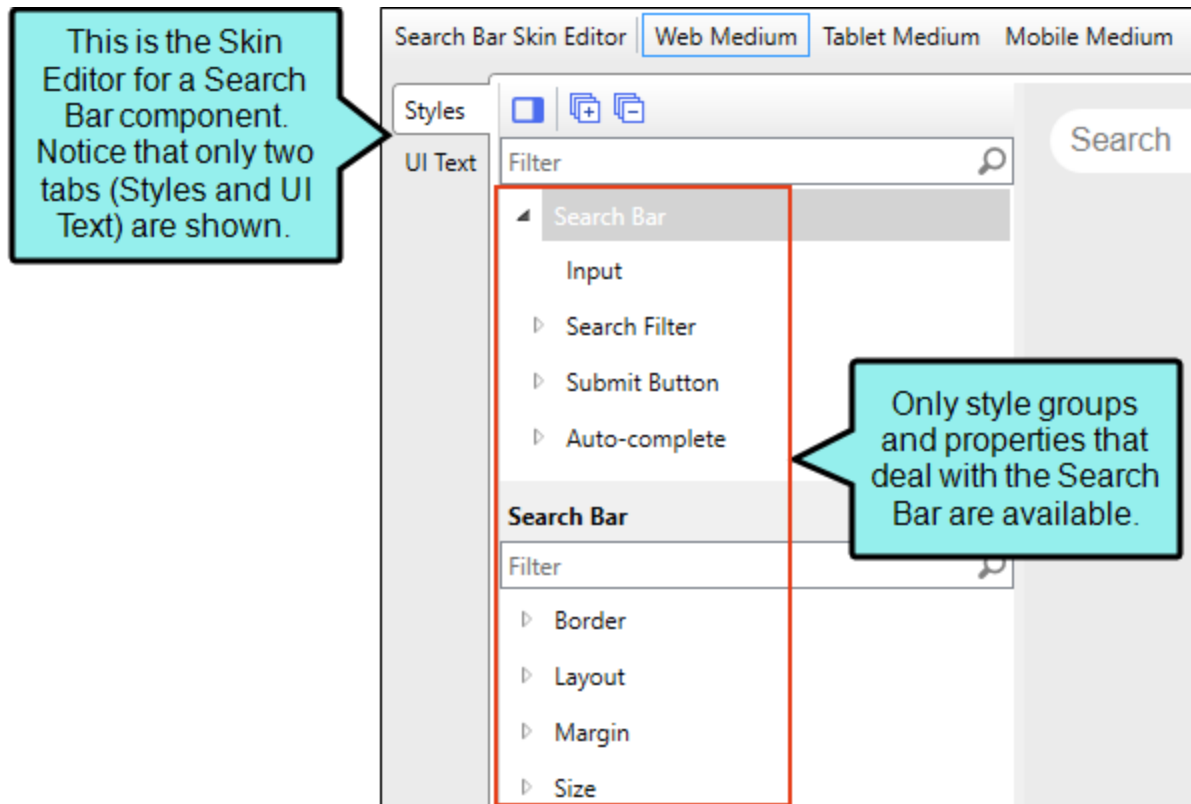 This is the Skin
Editor for a Search
Bar component.
Notice that only two
tabs (Styles and UI
Text) are shown.
Search Bar Skin Editor Web Medium Tablet Medium Mobile Medium
Styles
UI Text
Filter
Search
Search Bar
Input
Search Filter
Submit Button
Auto-complete
Only style groups
and properties that
deal with the Search
Bar are available.
Search Bar
Filter
Border
Layout
Margin
Size